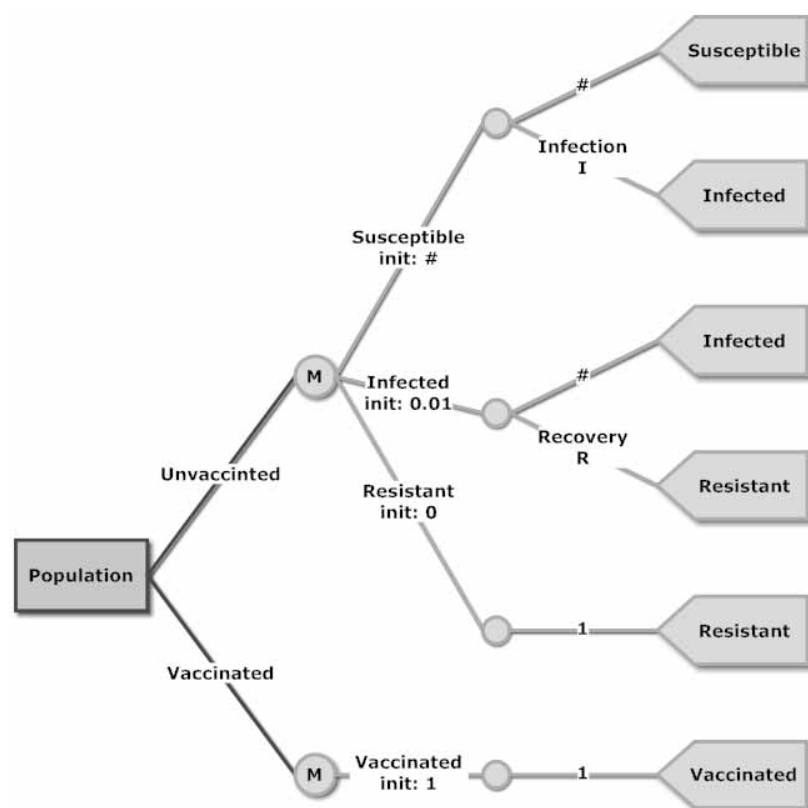 Susceptible
#
Infection
I
Infected
Susceptible
init: #
Infected
#
M
Infected
init: 0.01
Recovery
R
Unvaccinted
Resistant
init: 0
Resistant
Population
1
Resistant
Vaccinated
M
Vaccinated
init: 1
1
Vaccinated